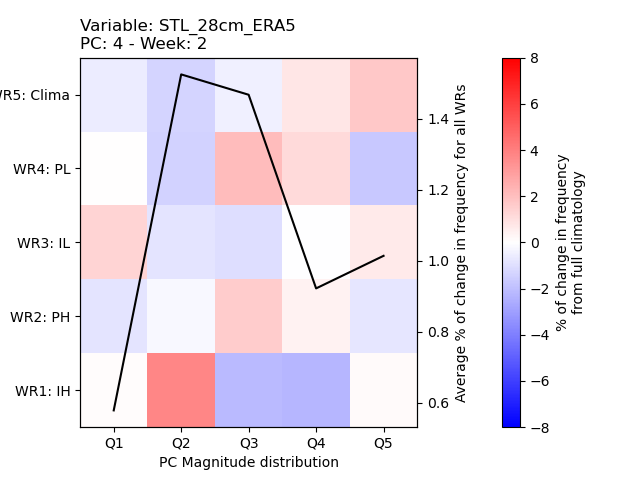 Variable: STL_28cm_ERA5
PC: 4 - Week: 2
WR5: Clima
WR4: PL
WR3: IL
WR2: PH
WR1: IH
Q1 Q2 Q3 Q4 Q5
PC Magnitude distribution
1.4
1.2
1.0
0.8
0.6
Average % of change in frequency for all WRs
8
6
4
2
0
−2
−4
−6
−8
% of change in frequency
from full climatology